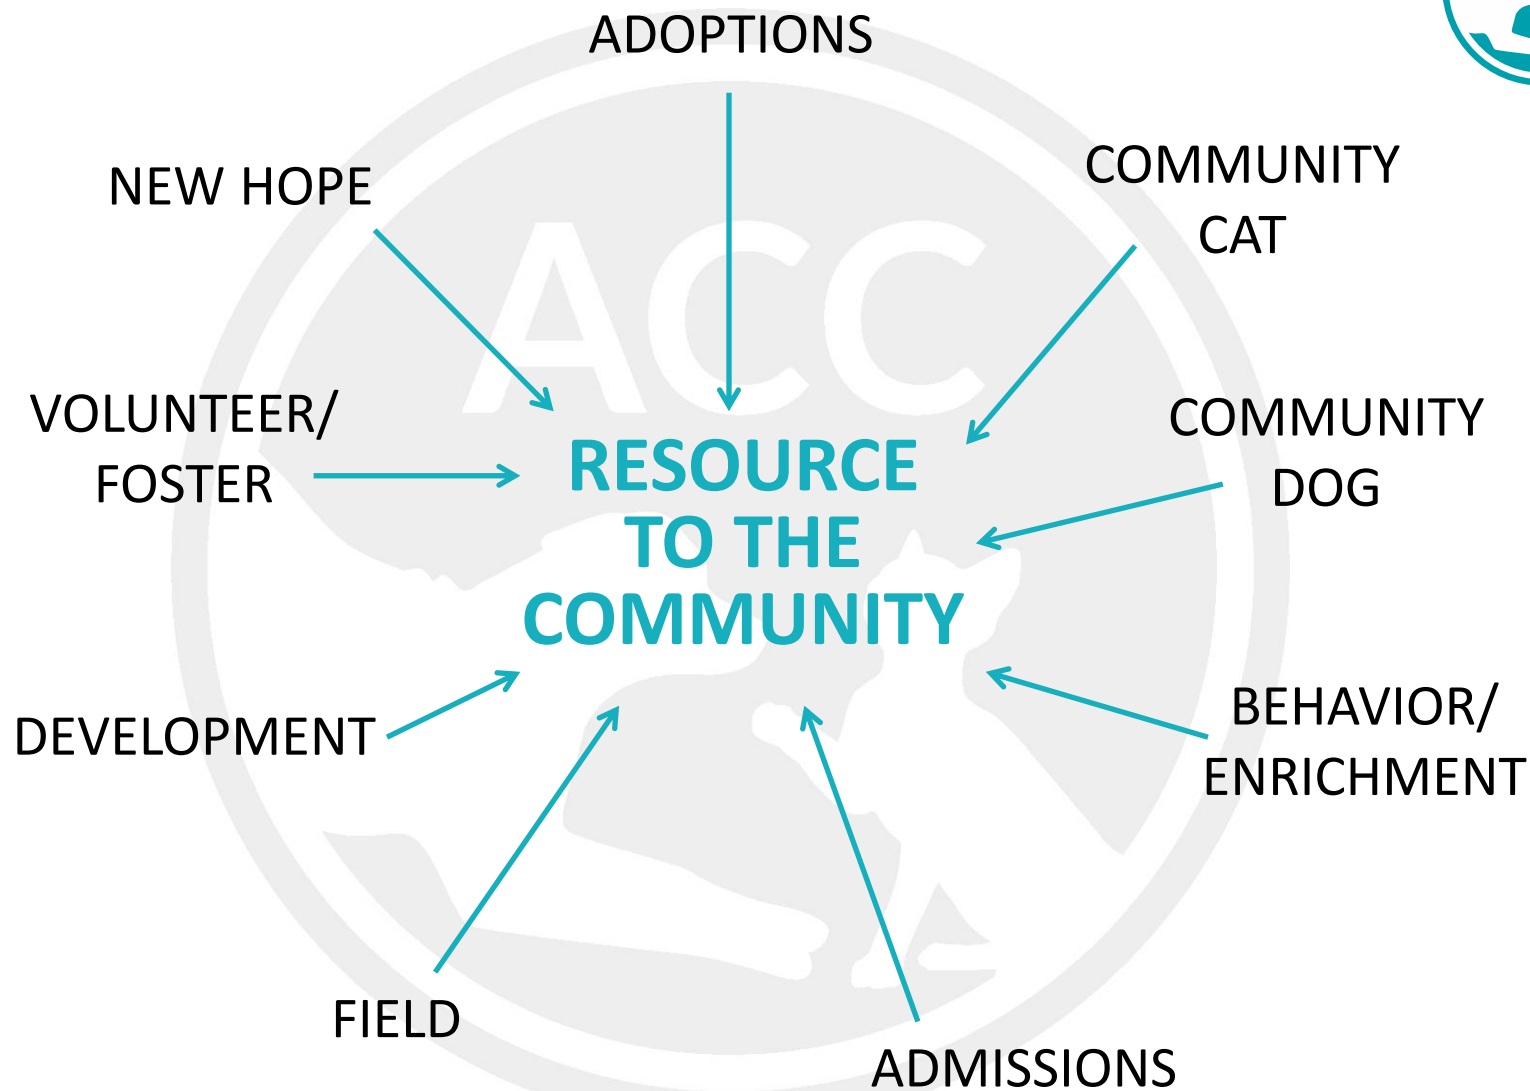 ADOPTIONS
NEW HOPE
COMMUNITY
CAT
ACC
VOLUNTEER/
FOSTER
COMMUNITY
DOG
RESOURCE
TO THE
COMMUNITY
DEVELOPMENT
BEHAVIOR/
ENRICHMENT
FIELD
ADMISSIONS